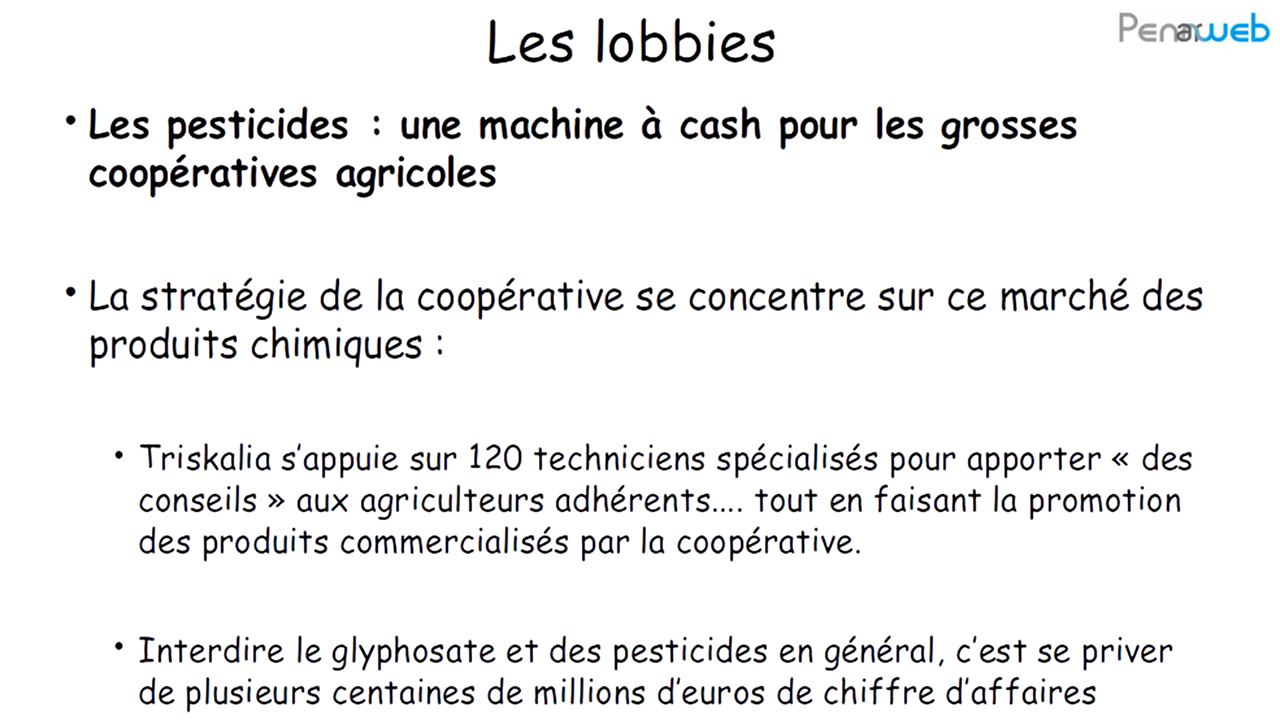 Les lobbies
Penarweb
• Les pesticides : une machine à cash pour les grosses
coopératives agricoles
• La stratégie de la coopérative se concentre sur ce marché des
produits chimiques :
• Triskalia s'appuie sur 120 techniciens spécialisés pour apporter « des
conseils » aux agriculteurs adhérents.... tout en faisant la promotion
des produits commercialisés par la coopérative.
• Interdire le glyphosate et des pesticides en général, c'est se priver
de plusieurs centaines de millions d'euros de chiffre d'affaires